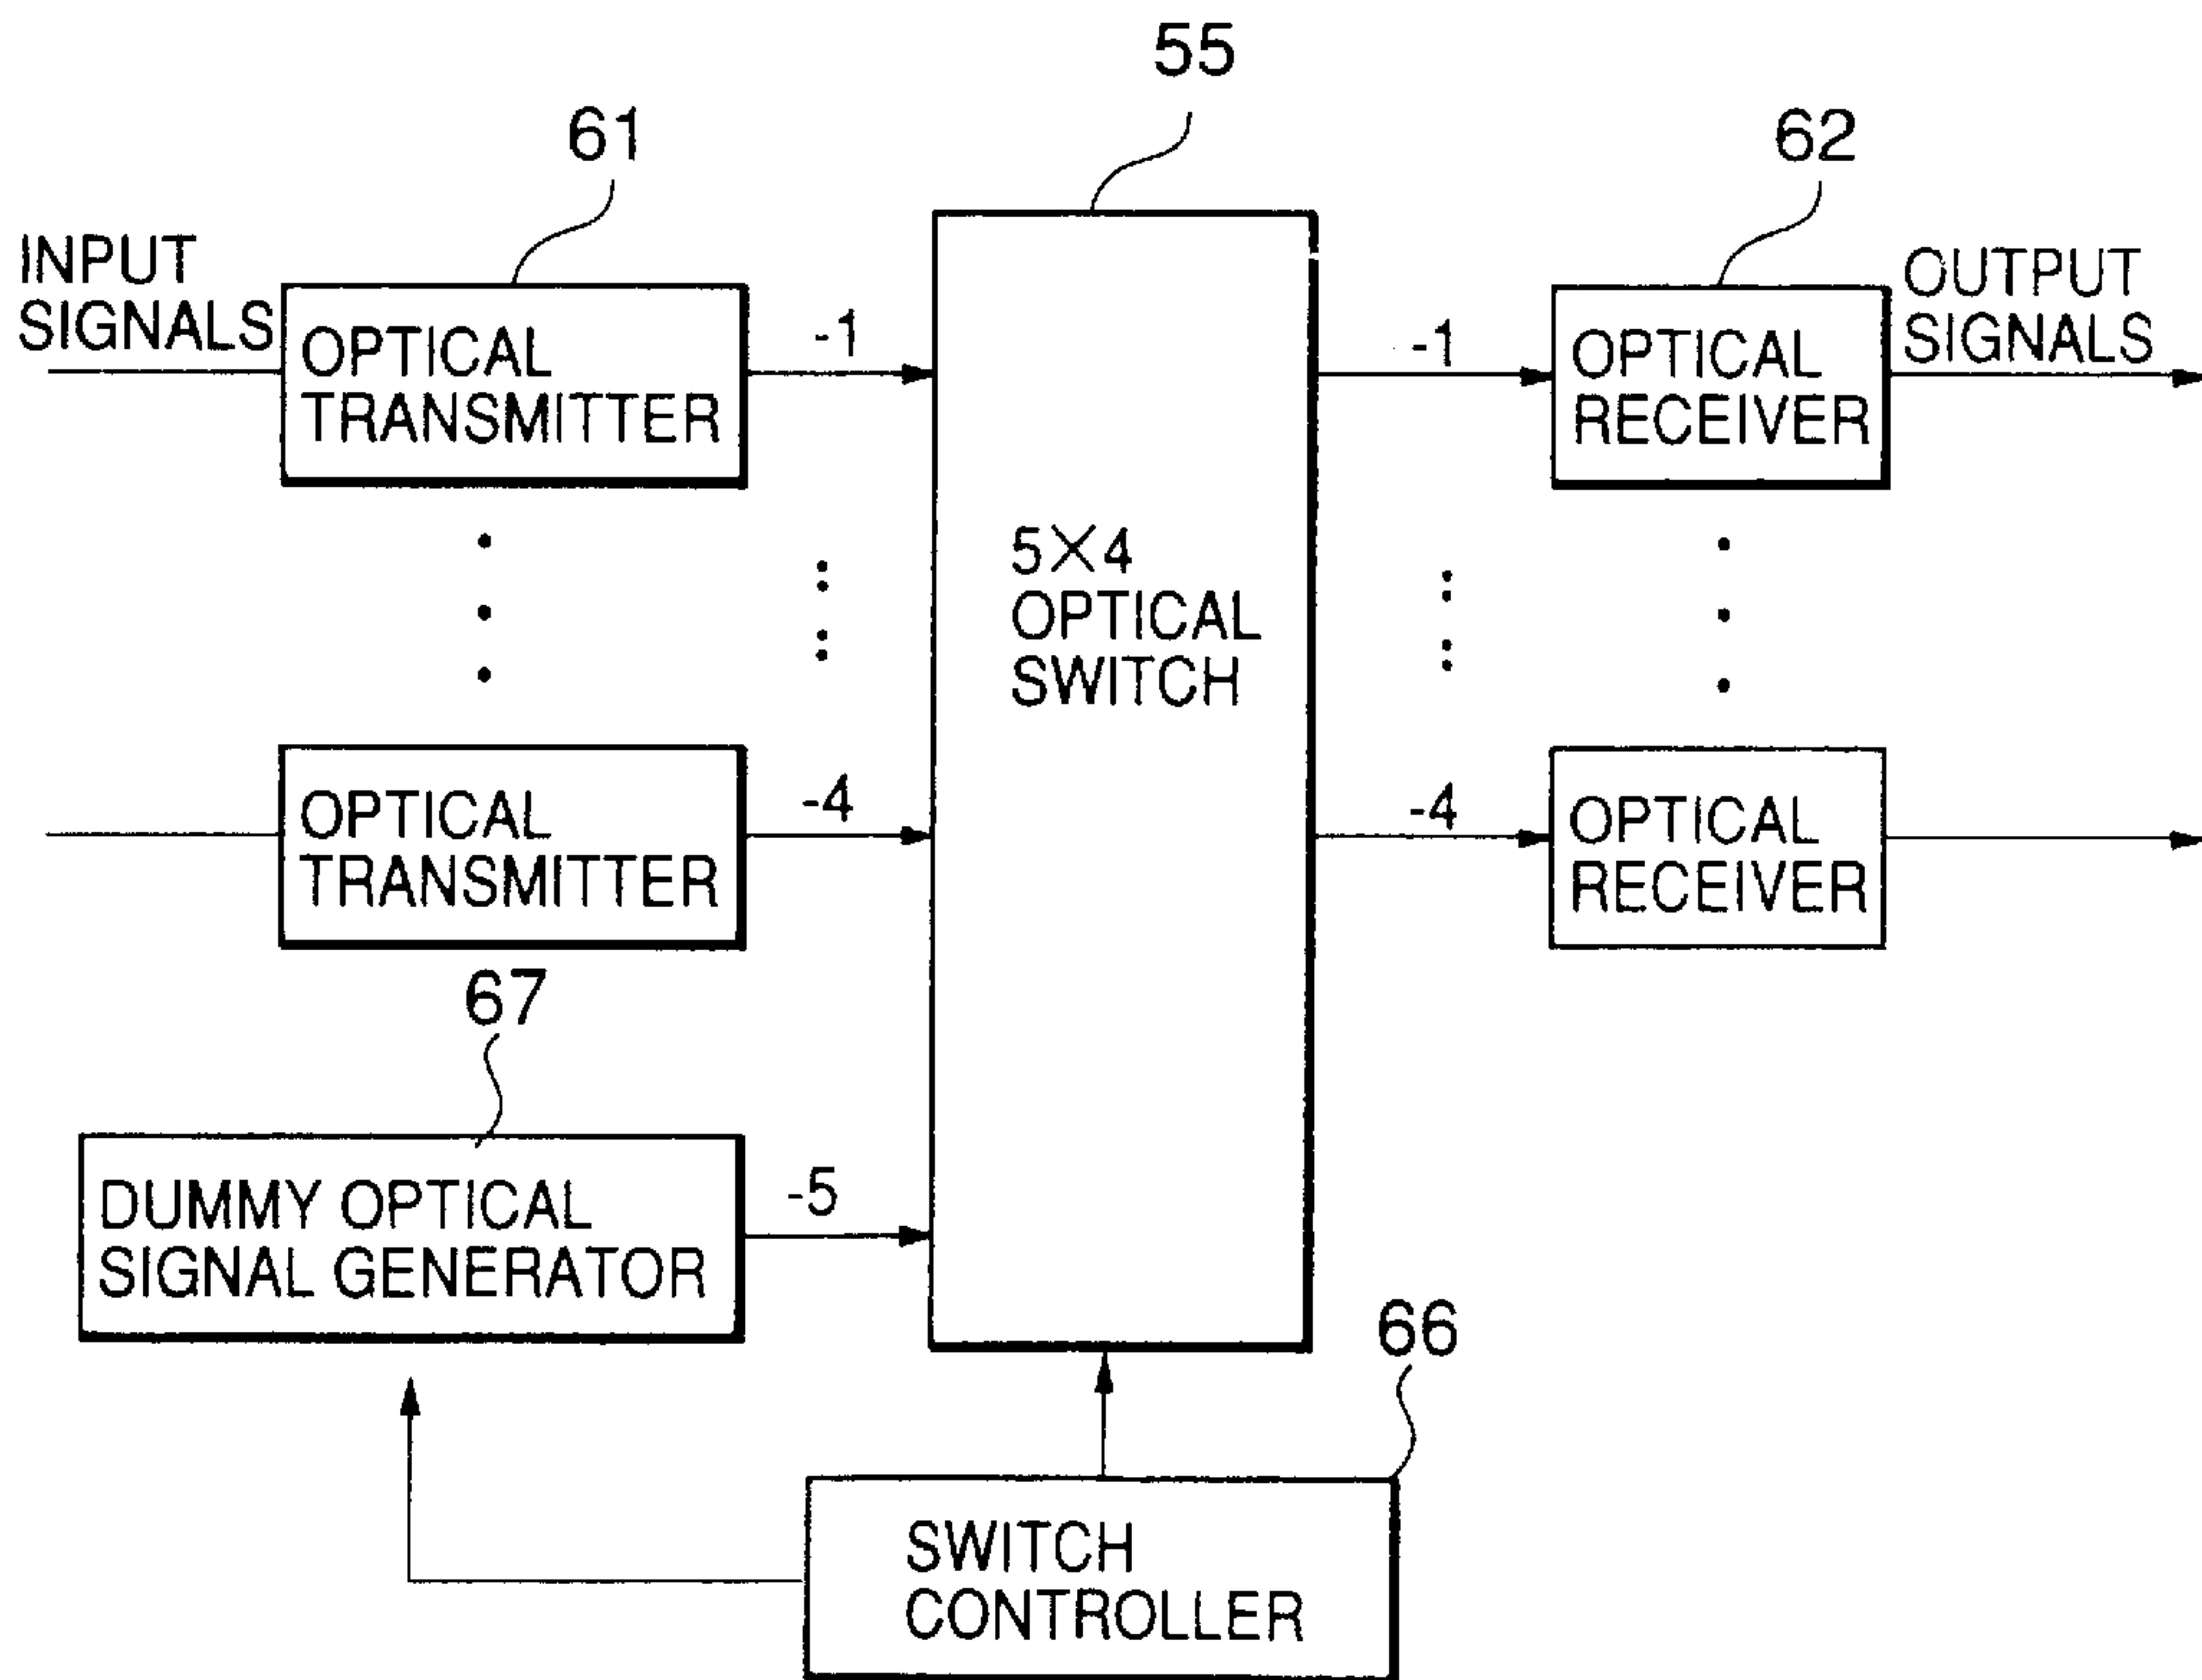 55
61
62
INPUT
SIGNALS
OPTICAL
TRANSMITTER
-1
-1
OPTICAL
RECEIVER
OUTPUT
SIGNALS
5×4
OPTICAL
SWITCH
OPTICAL
TRANSMITTER
-4
-4
OPTICAL
RECEIVER
67
DUMMY OPTICAL
SIGNAL GENERATOR
-5
66
SWITCH
CONTROLLER